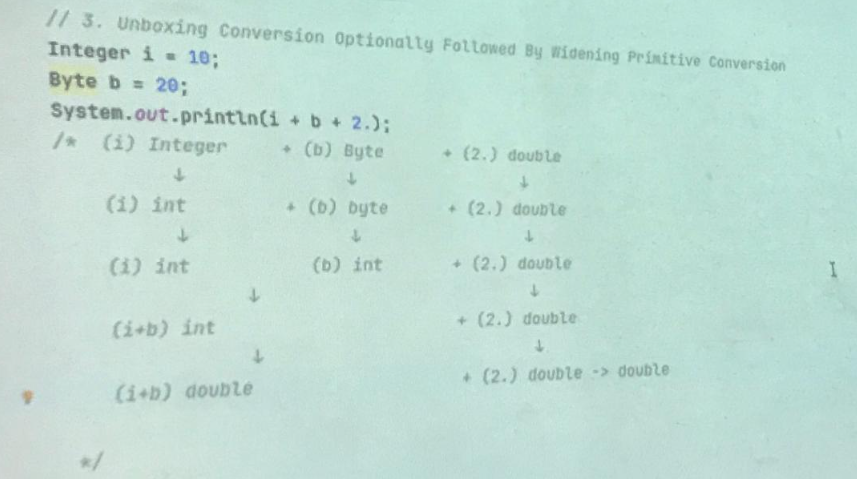 // 3. Unboxing Conversion Optionally Followed By Widening Primitive Conversion
Integer i = 10;
Byte b = 20;
System.out.println(i + b + 2.);
/* (i) Integer + (b) Byte + (2.) double
↓ ↓ ↓
(i) int + (b) byte + (2.) double
↓ ↓ ↓
(i) int (b) int + (2.) double
↓ ↓
(i+b) int + (2.) double
↓ ↓
(i+b) double + (2.) double -> double
*/